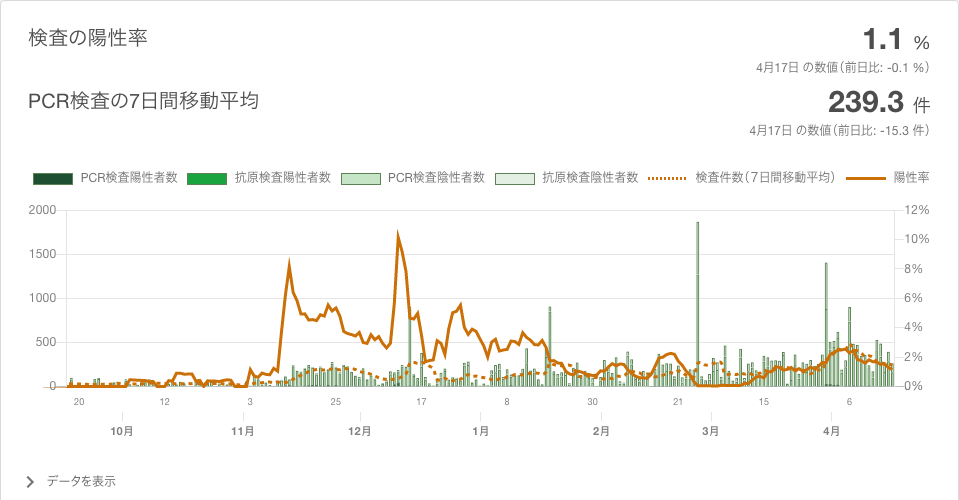 検査の陽性率
1.1 %
4月17日 の数値（前日比: -0.1 %）
PCR検査の7日間移動平均
239.3 件
4月17日 の数値（前日比: -15.3 件）
PCR検査陽性者数 抗原検査陽性者数 PCR検査陰性者数 抗原検査陰性者数 検査件数（7日間移動平均） 陽性率
2000 12%
10%
1500
8%
1000 6%
4%
500
2%
0 0%
20 12 3 25 17 8 30 21 15 6
10月 11月 12月 1月 2月 3月 4月
データを表示